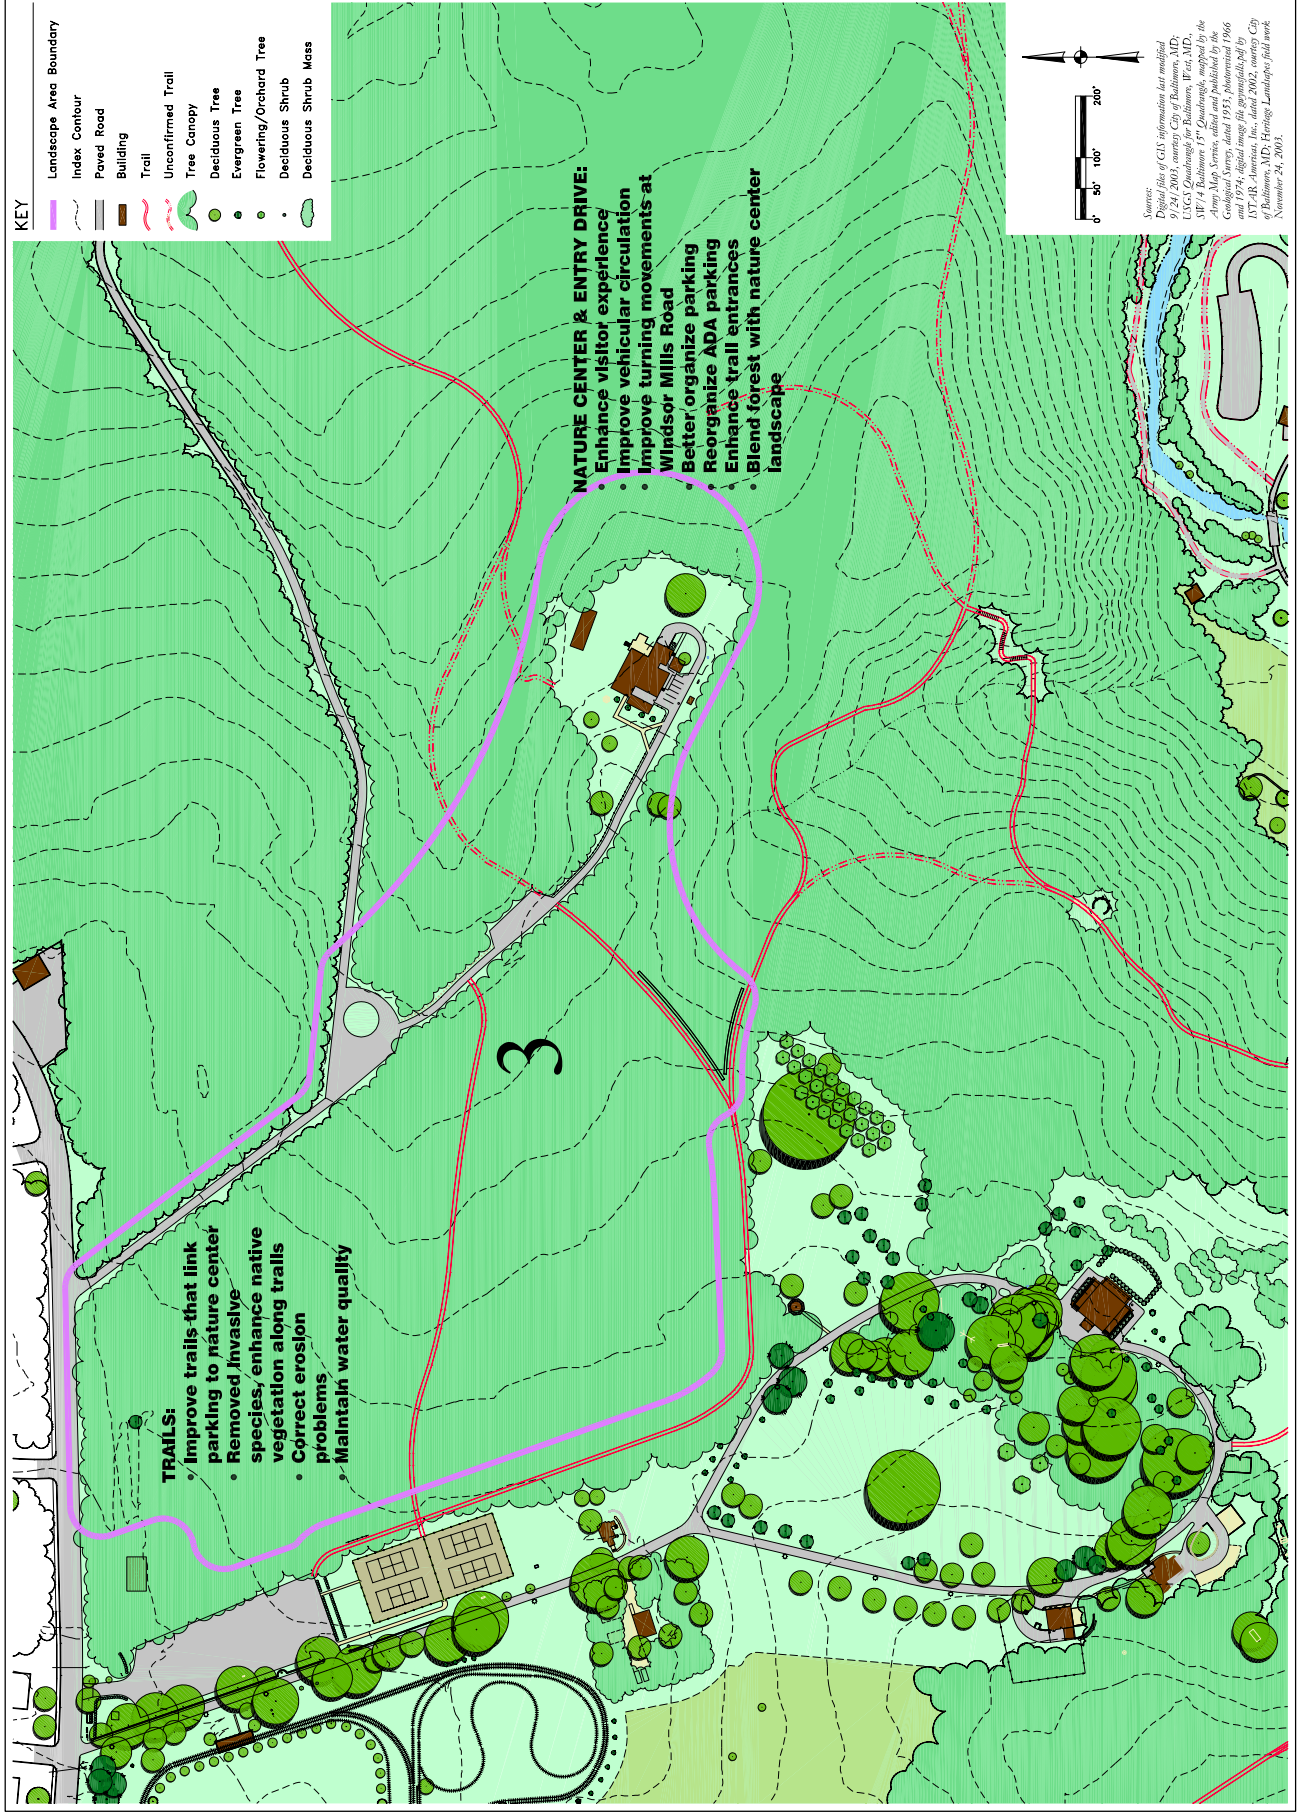 KEY
Landscape Area Boundary
Index Contour
Paved Road
Building
Trail
Unconfirmed Trail
Tree Canopy
Deciduous Tree
Evergreen Tree
Flowering/Orchard Tree
Deciduous Shrub
Deciduous Shrub Mass
NATURE CENTER & ENTRY DRIVE:
• Enhance visitor experience
• Improve vehicular circulation
• Improve turning movements at
Windsor Mills Road
• Better organize parking
• Reorganize ADA parking
• Enhance trail entrances
• Blend forest with nature center
landscape
3
TRAILS:
• Improve trails that link
parking to nature center
• Removed invasive
species, enhance native
vegetation along trails
• Correct erosion
problems
• Maintain water quality
0' 50' 100' 200'
Sources:
Digital files of GIS information last modified
9/24/2003, courtesy City of Baltimore, MD;
USGS Quadrangle for Baltimore, West, MD.,
SW/4 Baltimore 15" Quadrangle, mapped by the
Army Map Service, edited and published by the
Geological Survey, dated 1953, photorevised 1966
and 1974; digital image file gwynnsfalls.pdf by
ISTAR Americas, Inc., dated 2002, courtesy City
of Baltimore, MD; Heritage Landscapes field work
November 24, 2003.